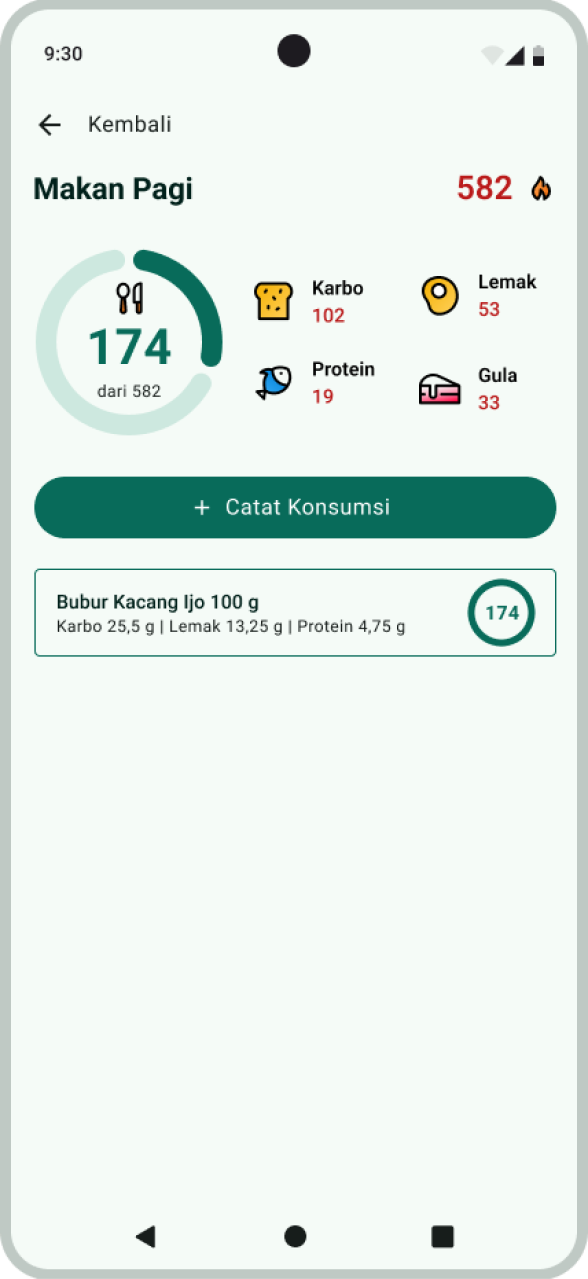 9:30
Kembali
Makan Pagi
582
174
dari 582
Karbo
102
Lemak
53
Protein
19
Gula
33
+ Catat Konsumsi
Bubur Kacang Ijo 100 g
Karbo 25,5 g | Lemak 13,25 g | Protein 4,75 g
174